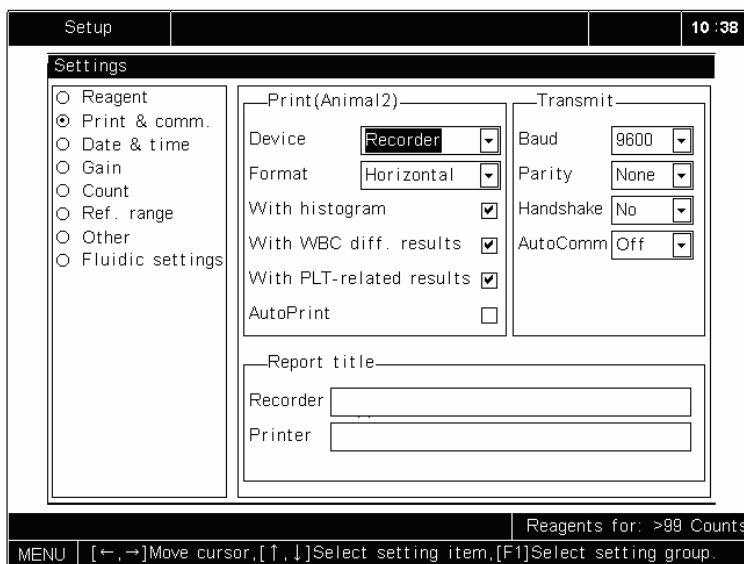 Setup 10:38
Settings
Reagent
Print & comm.
Date & time
Gain
Count
Ref. range
Other
Fluidic settings
Print(Animal2)
Device Recorder
Format Horizontal
With histogram
With WBC diff. results
With PLT-related results
AutoPrint
Transmit
Baud 9600
Parity None
Handshake No
AutoComm Off
Report title
Recorder
Printer
Reagents for: >99 Counts
MENU [←,→]Move cursor,[↑,↓]Select setting item,[F1]Select setting group.